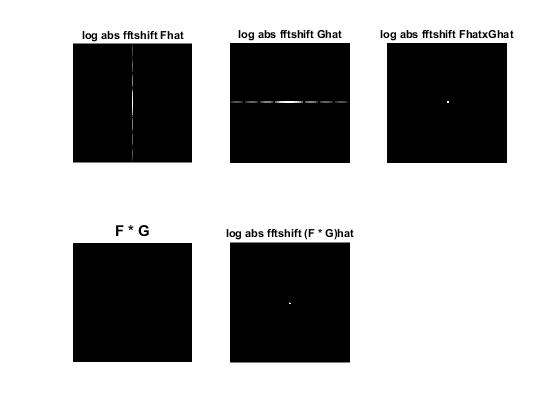 log abs fftshift Fhat
log abs fftshift Ghat
log abs fftshift FhatxGhat
F * G
log abs fftshift (F * G)hat